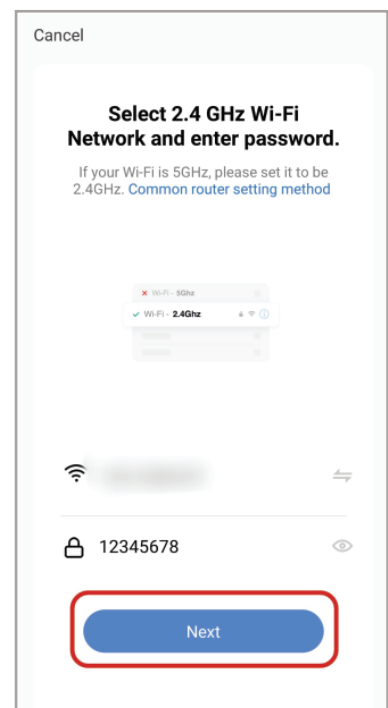 Cancel
Select 2.4 GHz Wi-Fi
Network and enter password.
If your Wi-Fi is 5GHz, please set it to be
2.4GHz. Common router setting method
Wi-Fi - 5Ghz
Wi-Fi - 2.4Ghz
12345678
Next